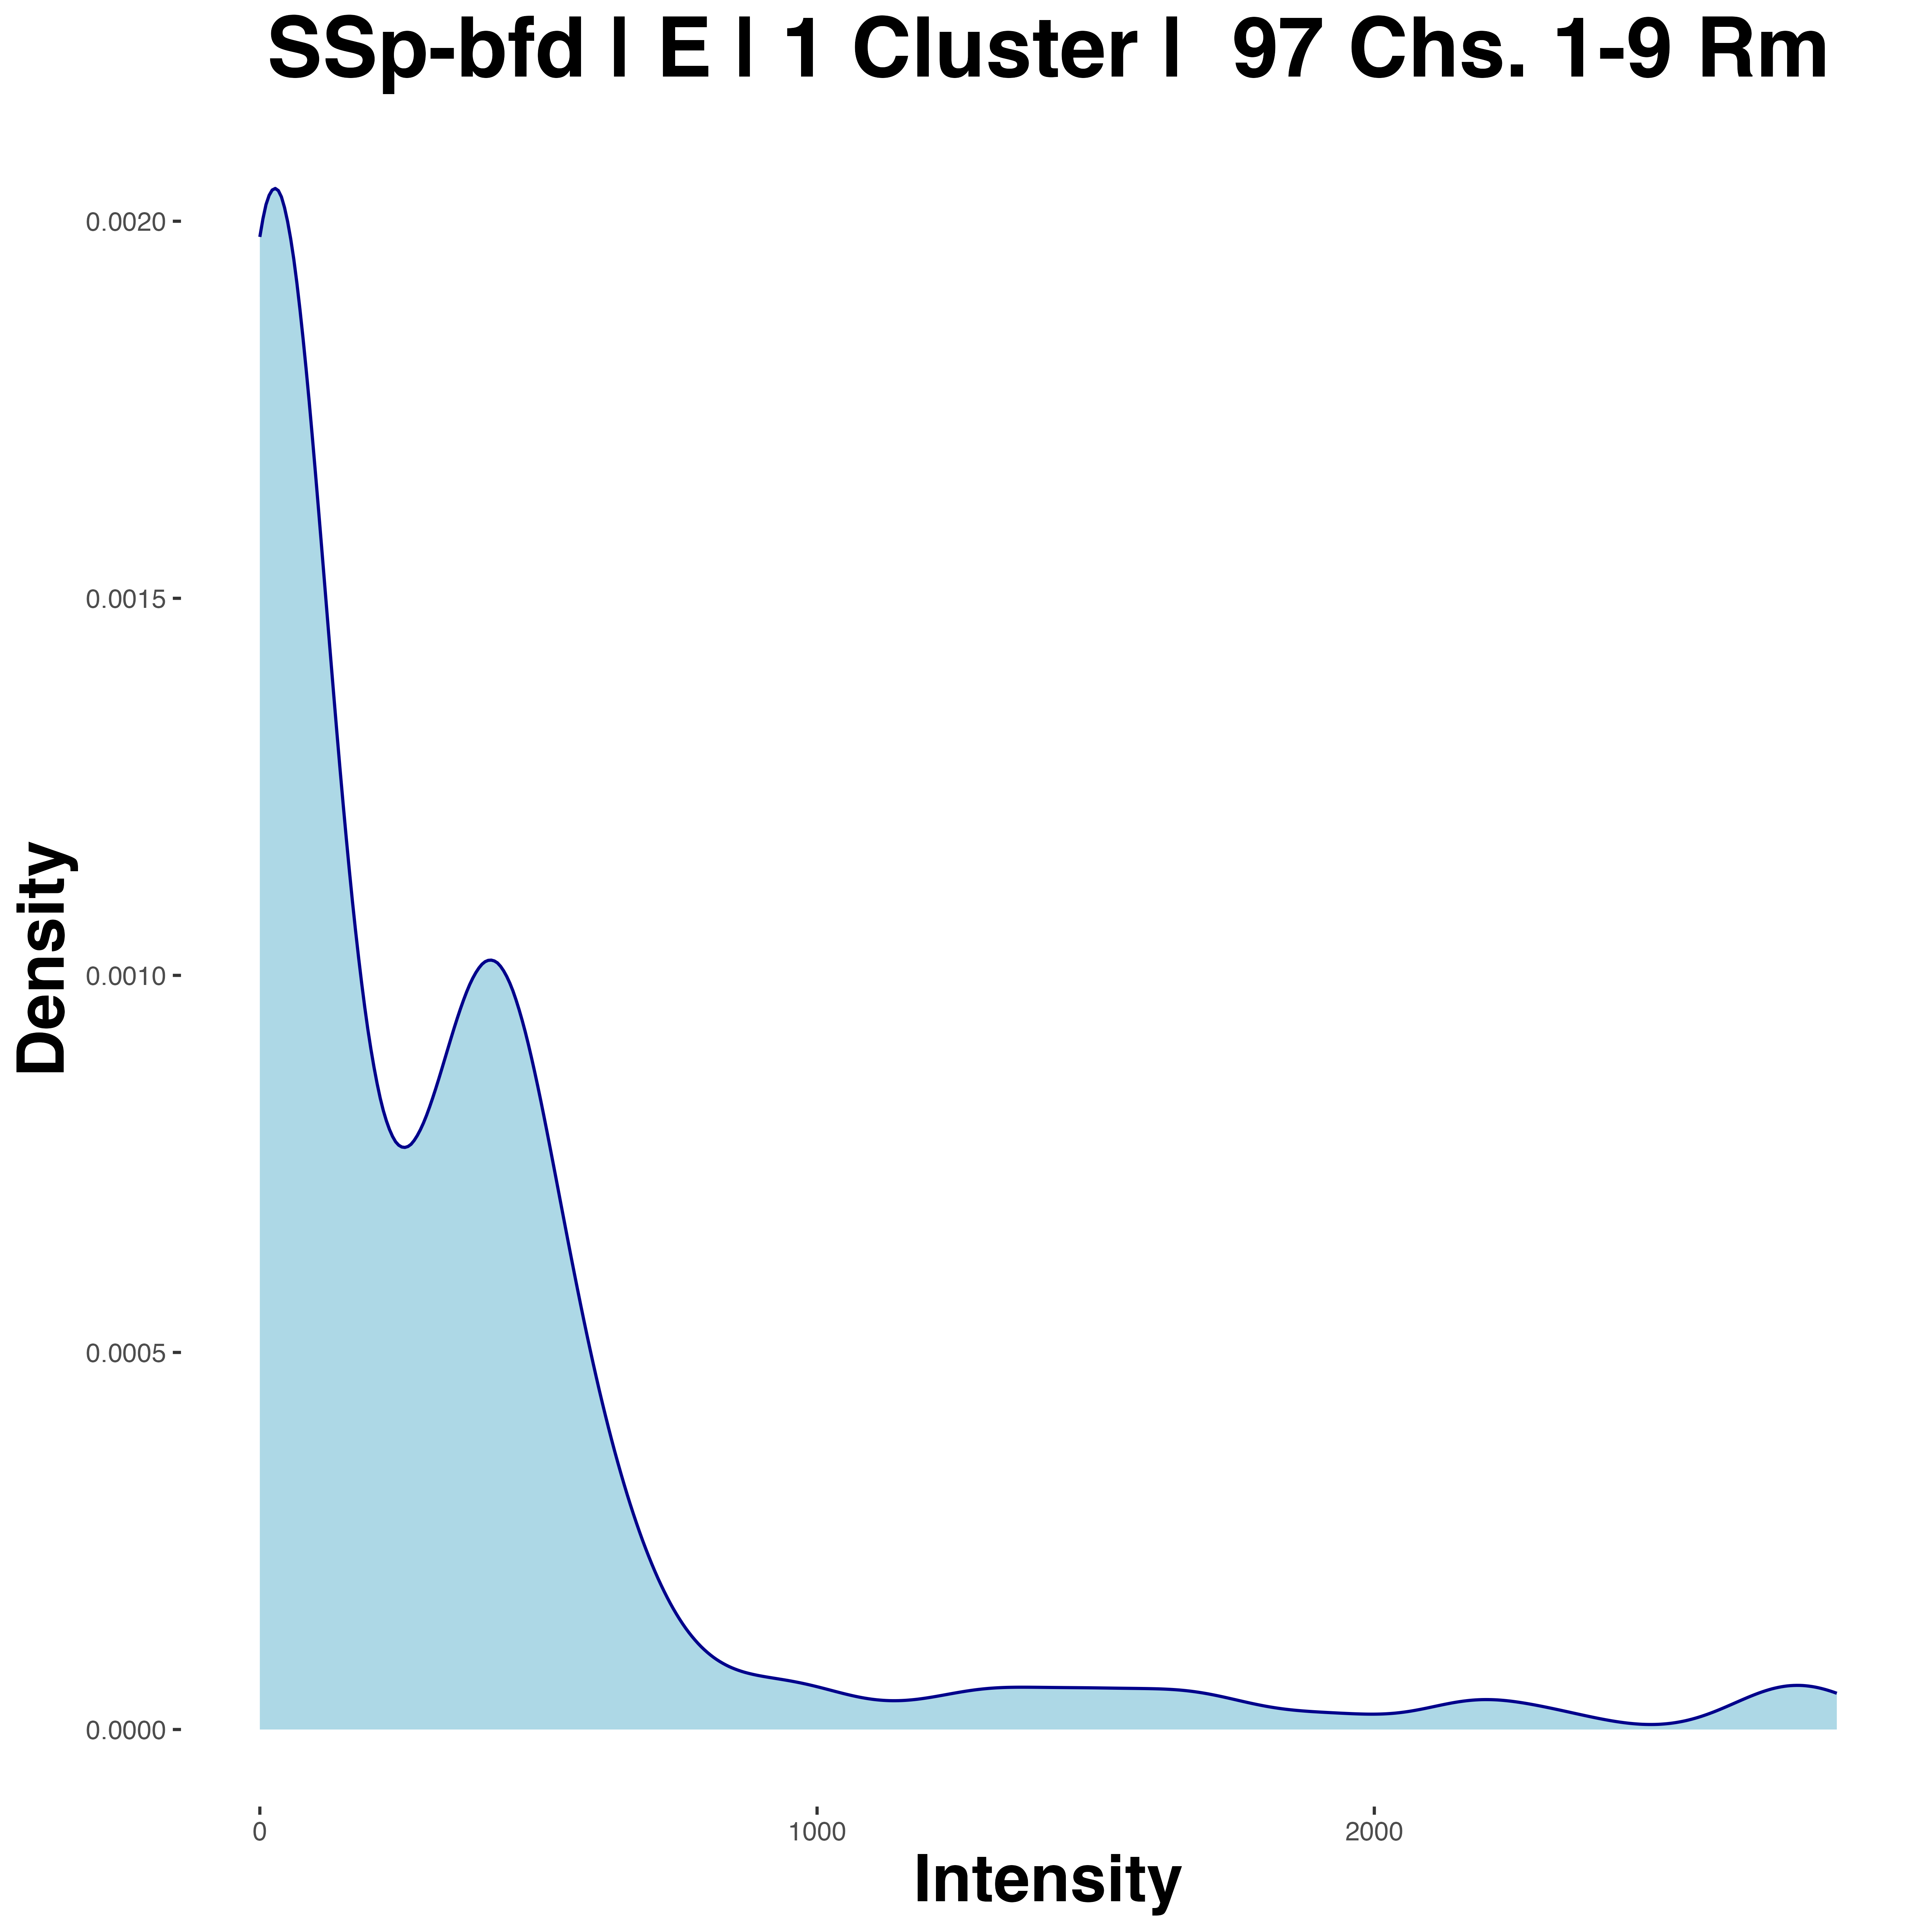 SSp-bfd | E | 1 Cluster |  97 Chs. 1-9 Rm
0.0020
0.0015
0.0010
0.0005
0.0000
Density
0 1000 2000
Intensity